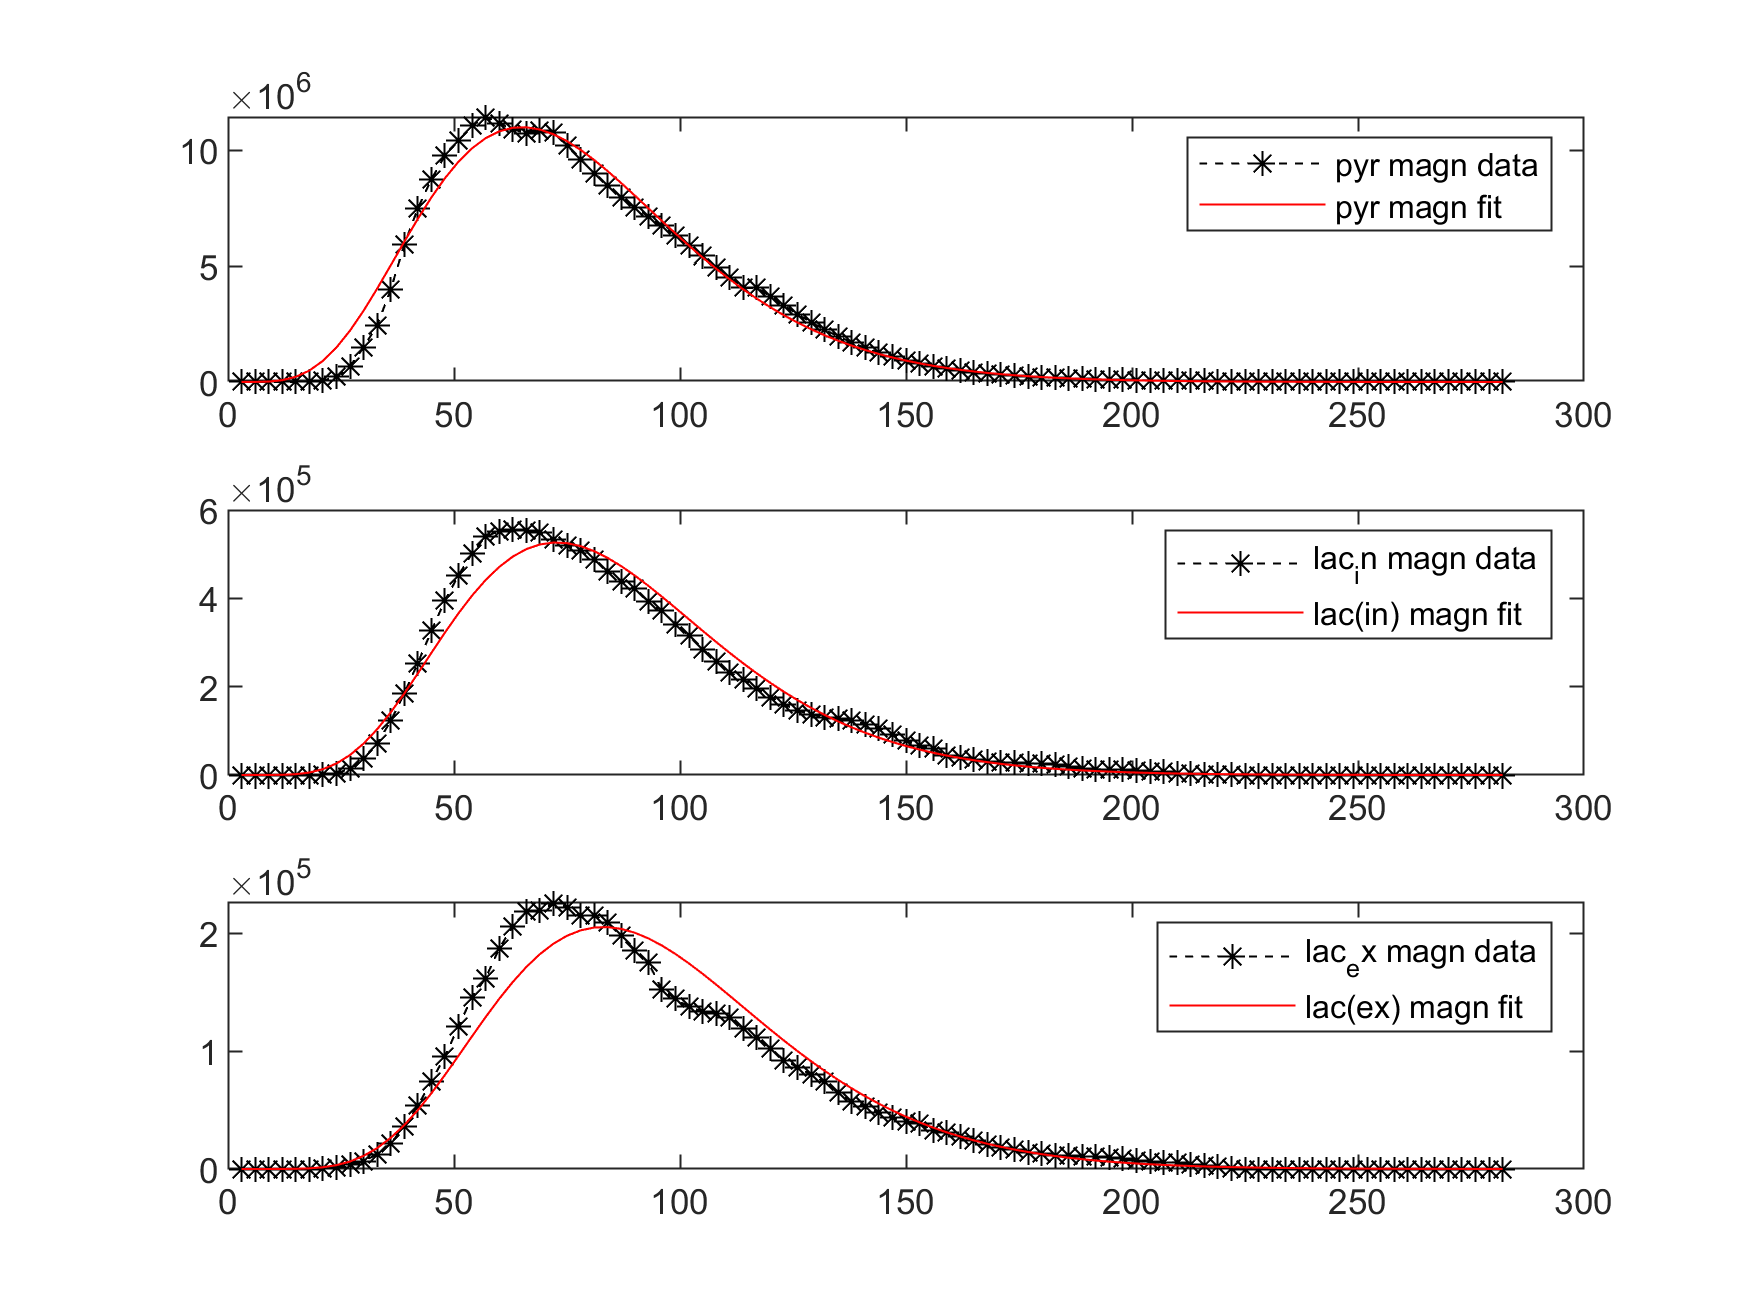 ×10^6
10
5
0
0 50 100 150 200 250 300
pyr magn data
pyr magn fit
×10^5
6
4
2
0
0 50 100 150 200 250 300
lac_in magn data
lac(in) magn fit
×10^5
2
1
0
0 50 100 150 200 250 300
lac_ex magn data
lac(ex) magn fit